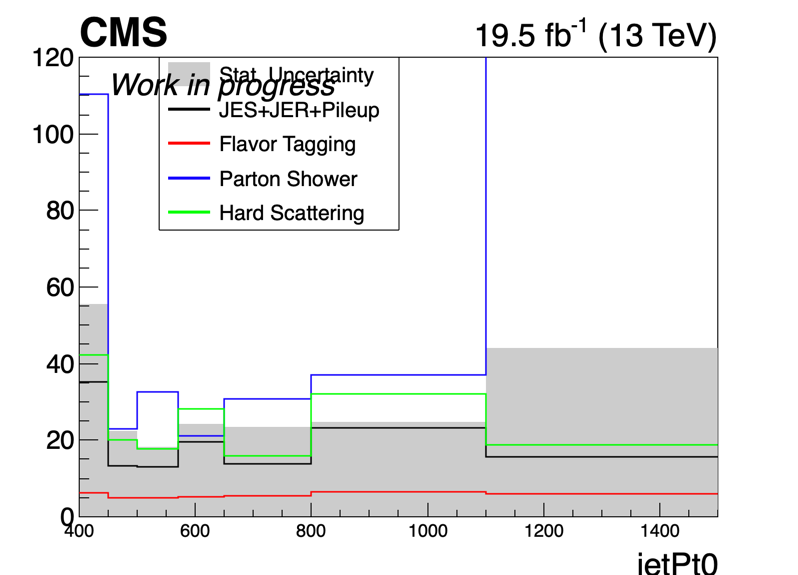 CMS 19.5 fb-1 (13 TeV)
Work in progress
Stat. Uncertainty
JES+JER+Pileup
Flavor Tagging
Parton Shower
Hard Scattering
120
100
80
60
40
20
0
400 600 800 1000 1200 1400
jetPt0